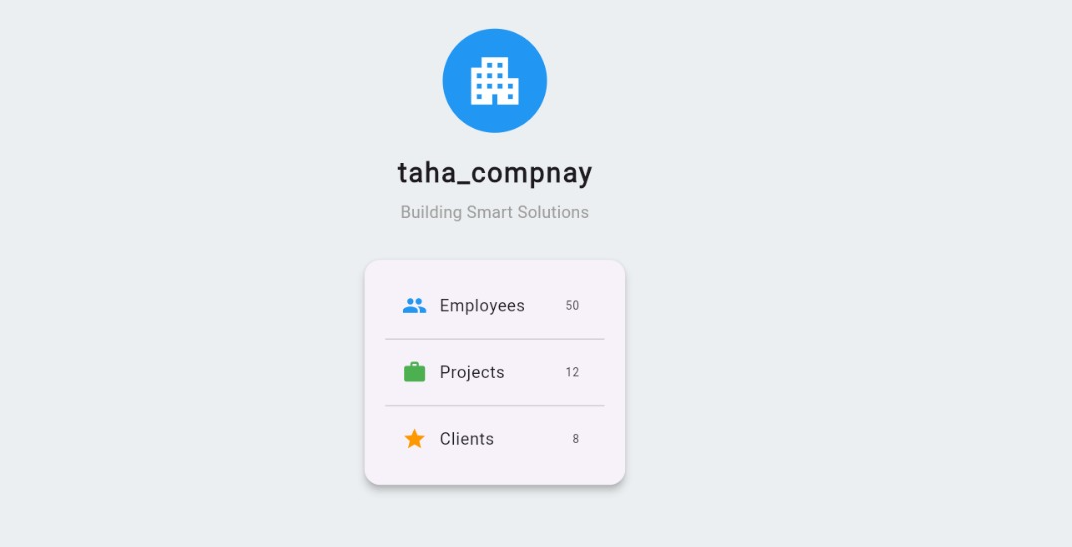 taha_compnay
Building Smart Solutions
Employees 50
Projects 12
Clients 8